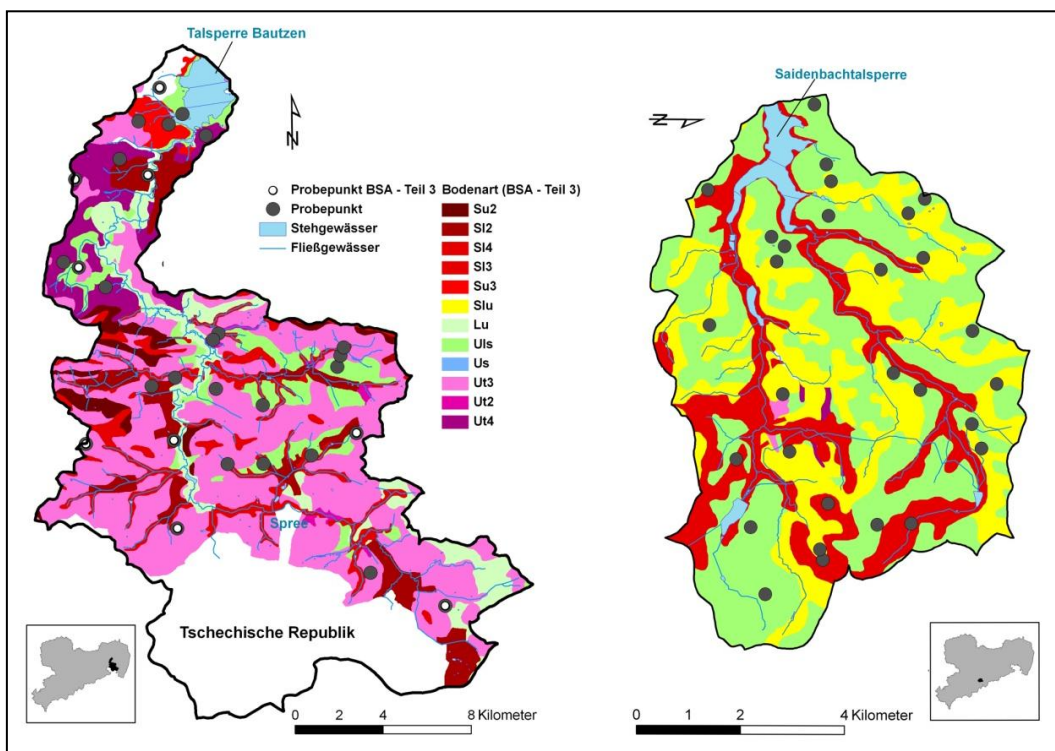 Talsperre Bautzen
N
Probepunkt BSA - Teil 3
Probepunkt
Stehgewässer
Fließgewässer
Bodenart (BSA - Teil 3)
Su2
Sl2
Sl4
Sl3
Su3
Slu
Lu
Uls
Us
Ut3
Ut2
Ut4
Spree
Tschechische Republik
0 2 4 8 Kilometer
Saidenbachtalsperre
N
0 1 2 4 Kilometer